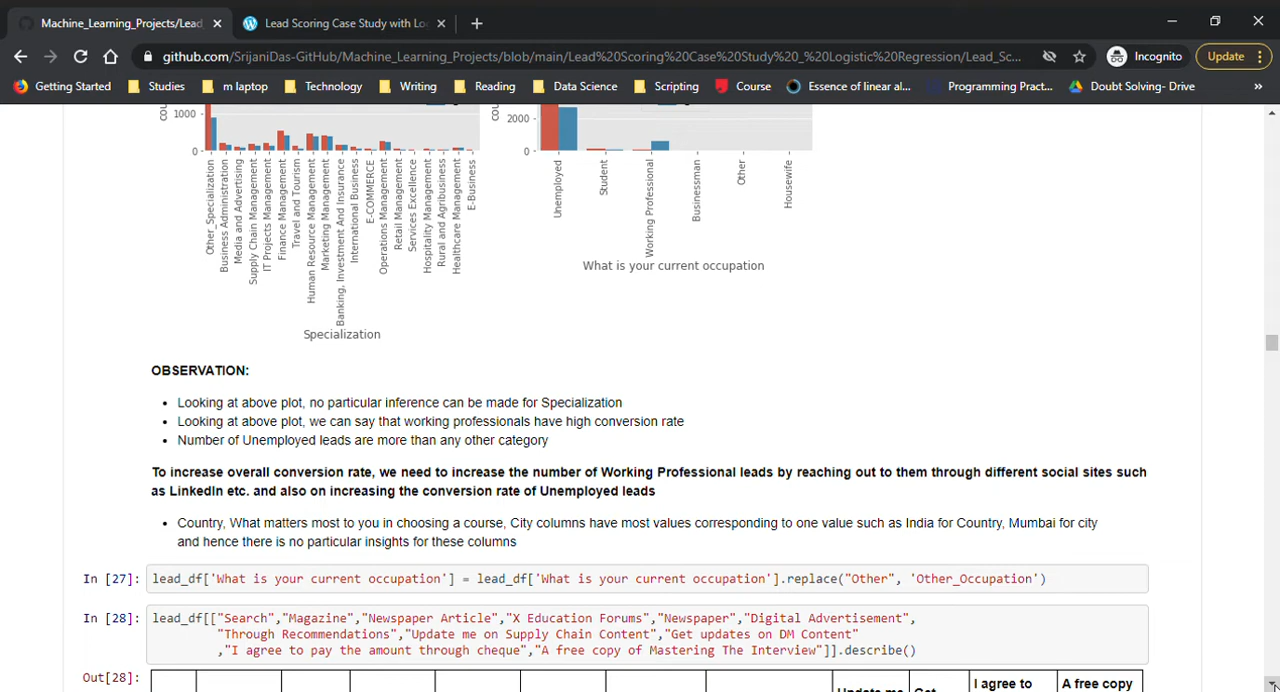 Machine_Learning_Projects/Lead
Lead Scoring Case Study with Lo
github.com/SrijaniDas-GitHub/Machine_Learning_Projects/blob/main/Lead%20Scoring%20Case%20Study%20_%20Logistic%20Regression/Lead_Sc...
Incognito
Update
Getting Started
Studies
m laptop
Technology
Writing
Reading
Data Science
Scripting
Course
Essence of linear al...
Programming Pract...
Doubt Solving- Drive
»
1000
0
Other_Specialization
Business Administration
Media and Advertising
Supply Chain Management
IT Projects Management
Finance Management
Travel and Tourism
Human Resource Management
Marketing Management
Banking, Investment And Insurance
International Business
E-COMMERCE
Operations Management
Retail Management
Services Excellence
Hospitality Management
Rural and Agribusiness
Healthcare Management
E-Business
Specialization
2000
0
Unemployed
Student
Working Professional
Businessman
Other
Housewife
What is your current occupation
OBSERVATION:
• Looking at above plot, no particular inference can be made for Specialization
• Looking at above plot, we can say that working professionals have high conversion rate
• Number of Unemployed leads are more than any other category
To increase overall conversion rate, we need to increase the number of Working Professional leads by reaching out to them through different social sites such
as LinkedIn etc. and also on increasing the conversion rate of Unemployed leads
• Country, What matters most to you in choosing a course, City columns have most values corresponding to one value such as India for Country, Mumbai for city
and hence there is no particular insights for these columns
In [27]: lead_df['What is your current occupation'] = lead_df['What is your current occupation'].replace("Other", 'Other_Occupation')
In [28]: lead_df[["Search","Magazine","Newspaper Article","X Education Forums","Newspaper","Digital Advertisement",
"Through Recommendations","Update me on Supply Chain Content","Get updates on DM Content"
,"I agree to pay the amount through cheque","A free copy of Mastering The Interview"]].describe()
Out[28]:
I agree to
A free copy
Update me
Get